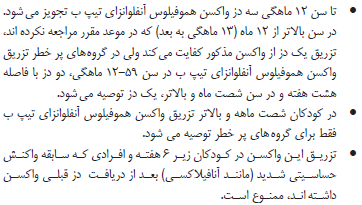 • تا سن ۱۲ ماهگی سه دز واکسن هموفیلوس آنفلوانزای تیپ ب تجویز می شود.
در سن بالاتر از ۱۲ ماه (۱۳ ماهگی به بعد) که در موعد مقرر مراجعه نکرده اند،
تزریق یک دز از واکسن مذکور کفایت می‌کند ولی در گروه‌های پر خطر تزریق
واکسن هموفیلوس آنفلوانزای تیپ ب در سن ۵۹-۱۲ ماهگی، دو دز با فاصله
هشت هفته و در سن شصت ماه و بالاتر، یک دز توصیه می‌شود.
• در کودکان شصت ماهه و بالاتر تزریق واکسن هموفیلوس آنفلوانزای تیپ ب
فقط برای گروه‌های پر خطر توصیه می شود.
• تزریق این واکسن در کودکان زیر ۶ هفته و افرادی که سابقه واکنش
حساسیتی شدید (مانند آنافیلاکسی) بعد از دریافت دز قبلی واکسن
داشته اند، ممنوع است.